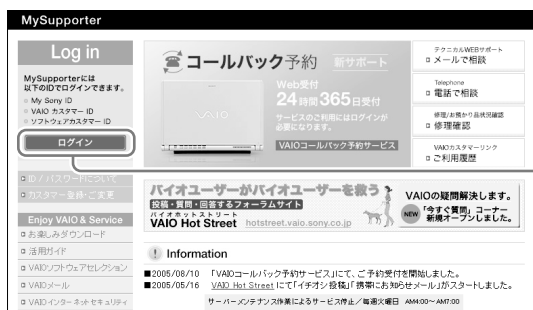 MySupporter
Log in
MySupporterには
以下のIDでログインできます。
My Sony ID
VAIO カスタマー ID
ソフトウェアカスタマー ID
ログイン
ID / パスワードについて
カスタマー登録・ご変更
Enjoy VAIO & Service
お楽しみダウンロード
活用ガイド
VAIOソフトウェアセレクション
VAIOメール
VAIOインターネットセキュリティ
コールバック予約 新サポート
VAIO
Web受付
24時間365日受付
サービスのご利用にはログインが
必要になります。
VAIOコールバック予約サービス
テクニカルWEBサポート
メールで相談
Telephone
電話で相談
修理/お預かり品状況確認
修理確認
VAIOカスタマーリンク
ご利用履歴
バイオユーザーがバイオユーザーを救う
投稿・質問・回答するフォーラムサイト
バイオホットストリート
VAIO Hot Street hotstreet.vaio.sony.co.jp
VAIOの疑問解決します。
NEW 「今すぐ質問」コーナー
新規オープンしました。
Information
■2005/08/10 「VAIOコールバック予約サービス」にて、ご予約受付を開始しました。
■2005/05/16 VAIO Hot Street にて「イチオシ投稿」「携帯にお知らせメール」がスタートしました。
サーバーメンテナンス作業によるサービス停止／毎週火曜日 AM4:00～AM7:00